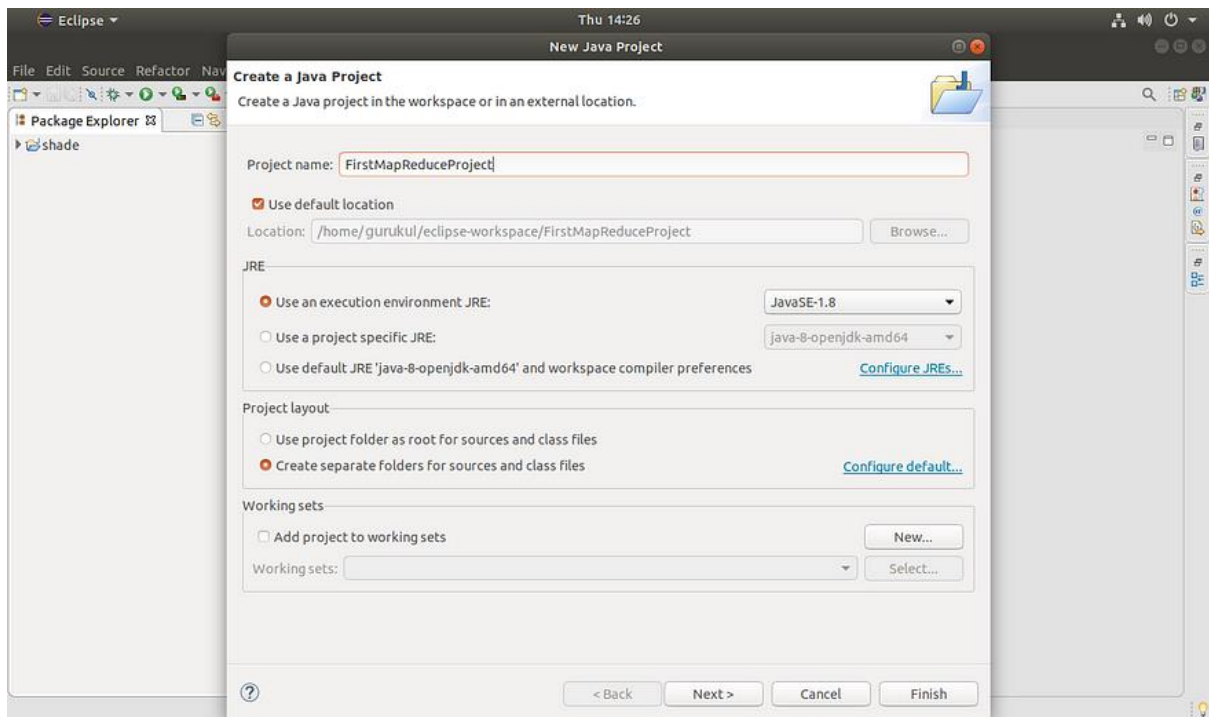 Eclipse
Thu 14:26
New Java Project
File Edit Source Refactor Nav
Package Explorer
shade
Create a Java Project
Create a Java project in the workspace or in an external location.
Project name: FirstMapReduceProject
Use default location
Location: /home/gurukul/eclipse-workspace/FirstMapReduceProject Browse...
JRE
Use an execution environment JRE: JavaSE-1.8
Use a project specific JRE: java-8-openjdk-amd64
Use default JRE 'java-8-openjdk-amd64' and workspace compiler preferences Configure JREs...
Project layout
Use project folder as root for sources and class files
Create separate folders for sources and class files Configure default...
Working sets
Add project to working sets New...
Working sets: Select...
< Back Next > Cancel Finish